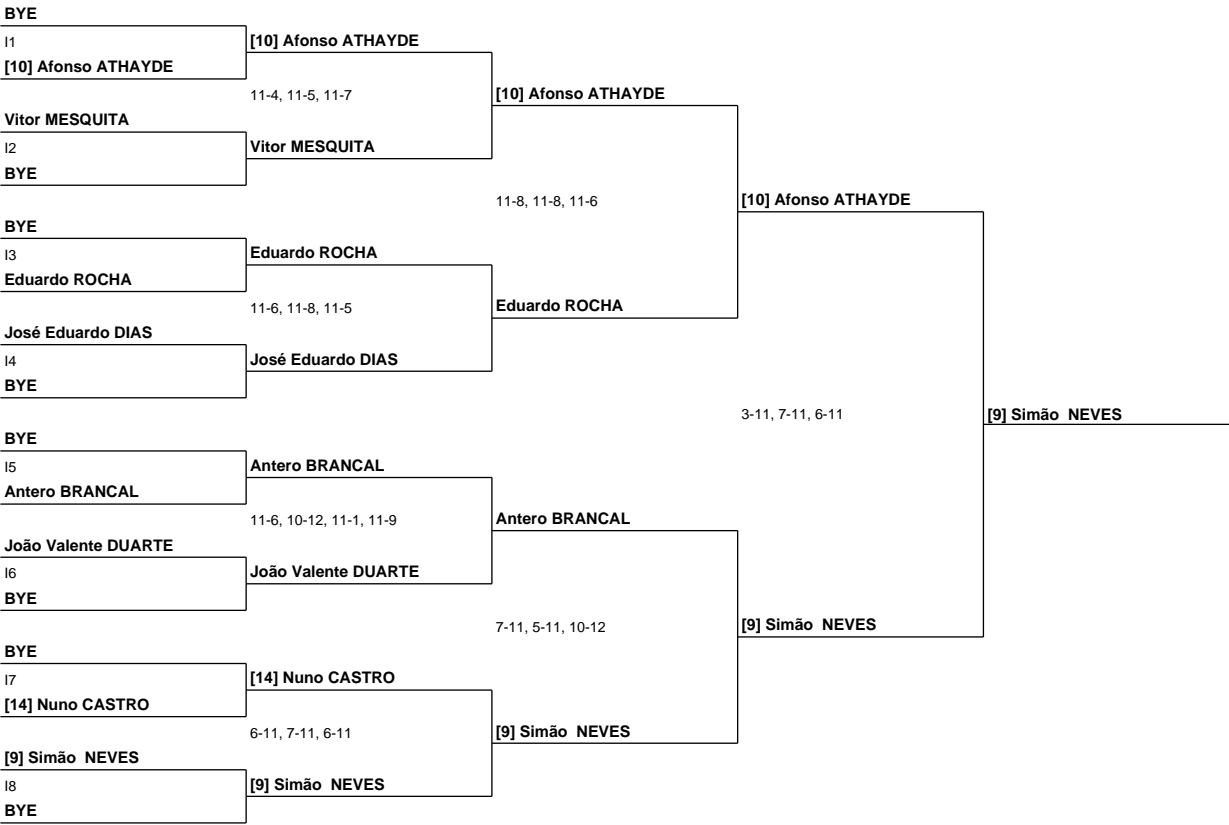 BYE
I1
[10] Afonso ATHAYDE
[10] Afonso ATHAYDE
11-4, 11-5, 11-7
[10] Afonso ATHAYDE
Vitor MESQUITA
I2
Vitor MESQUITA
BYE
11-8, 11-8, 11-6
[10] Afonso ATHAYDE
BYE
I3
Eduardo ROCHA
Eduardo ROCHA
11-6, 11-8, 11-5
Eduardo ROCHA
José Eduardo DIAS
I4
José Eduardo DIAS
BYE
3-11, 7-11, 6-11
[9] Simão  NEVES
BYE
I5
Antero BRANCAL
Antero BRANCAL
11-6, 10-12, 11-1, 11-9
Antero BRANCAL
João Valente DUARTE
I6
João Valente DUARTE
BYE
7-11, 5-11, 10-12
[9] Simão  NEVES
BYE
I7
[14] Nuno CASTRO
[14] Nuno CASTRO
6-11, 7-11, 6-11
[9] Simão  NEVES
[9] Simão  NEVES
I8
[9] Simão  NEVES
BYE